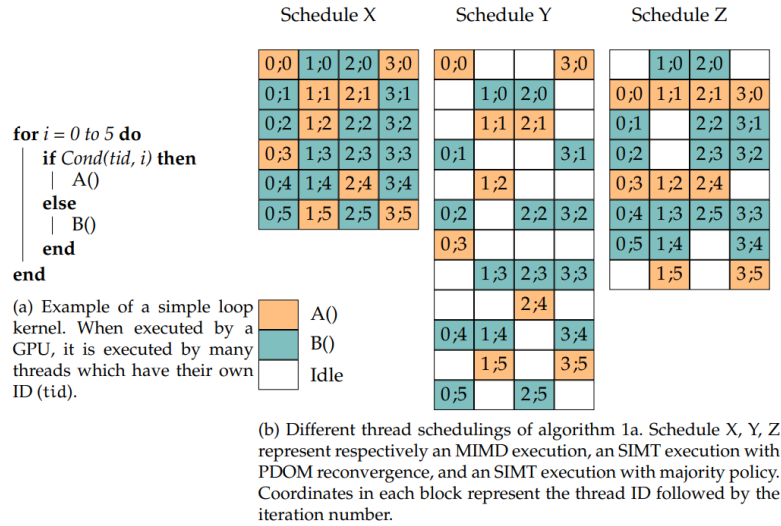 Schedule X
Schedule Y
Schedule Z
for i = 0 to 5 do
if Cond(tid, i) then
A()
else
B()
end
end
(a) Example of a simple loop
kernel. When executed by a
GPU, it is executed by many
threads which have their own
ID (tid).
0;0 1;0 2;0 3;0
0;1 1;1 2;1 3;1
0;2 1;2 2;2 3;2
0;3 1;3 2;3 3;3
0;4 1;4 2;4 3;4
0;5 1;5 2;5 3;5
A()
B()
Idle
0;0 3;0
1;0 2;0
1;1 2;1
0;1 3;1
1;2
0;2 2;2 3;2
0;3
1;3 2;3 3;3
2;4
0;4 1;4 3;4
1;5 3;5
0;5 2;5
1;0 2;0
0;0 1;1 2;1 3;0
0;1 2;2 3;1
0;2 2;3 3;2
0;3 1;2 2;4
0;4 1;3 2;5 3;3
0;5 1;4 3;4
1;5 3;5
(b) Different thread schedulings of algorithm 1a. Schedule X, Y, Z
represent respectively an MIMD execution, an SIMT execution with
PDOM reconvergence, and an SIMT execution with majority policy.
Coordinates in each block represent the thread ID followed by the
iteration number.